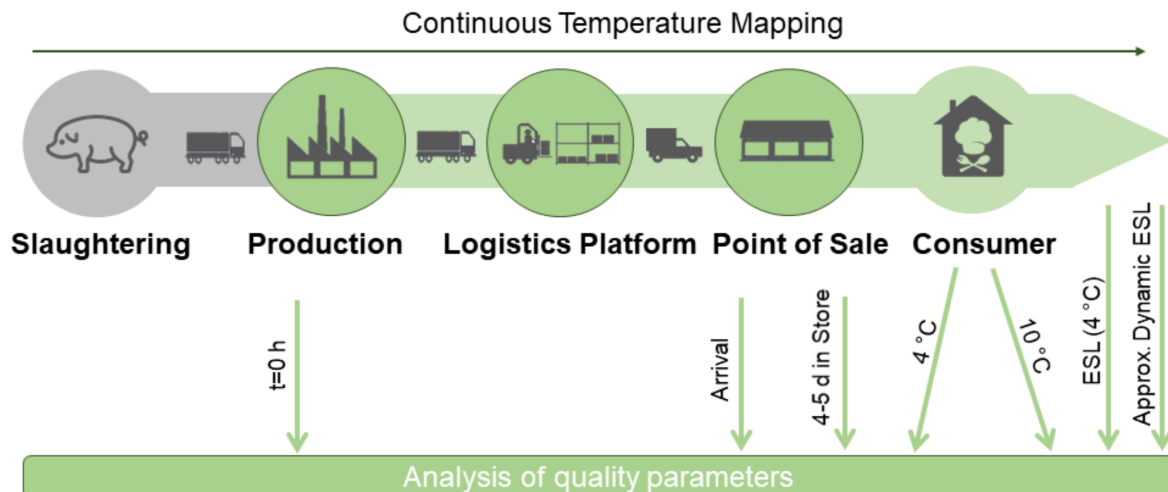 Continuous Temperature Mapping
Slaughtering
Production
Logistics Platform
Point of Sale
Consumer
t=0 h
Arrival
4-5 d in Store
4 °C
10 °C
ESL (4 °C)
Approx. Dynamic ESL
Analysis of quality parameters